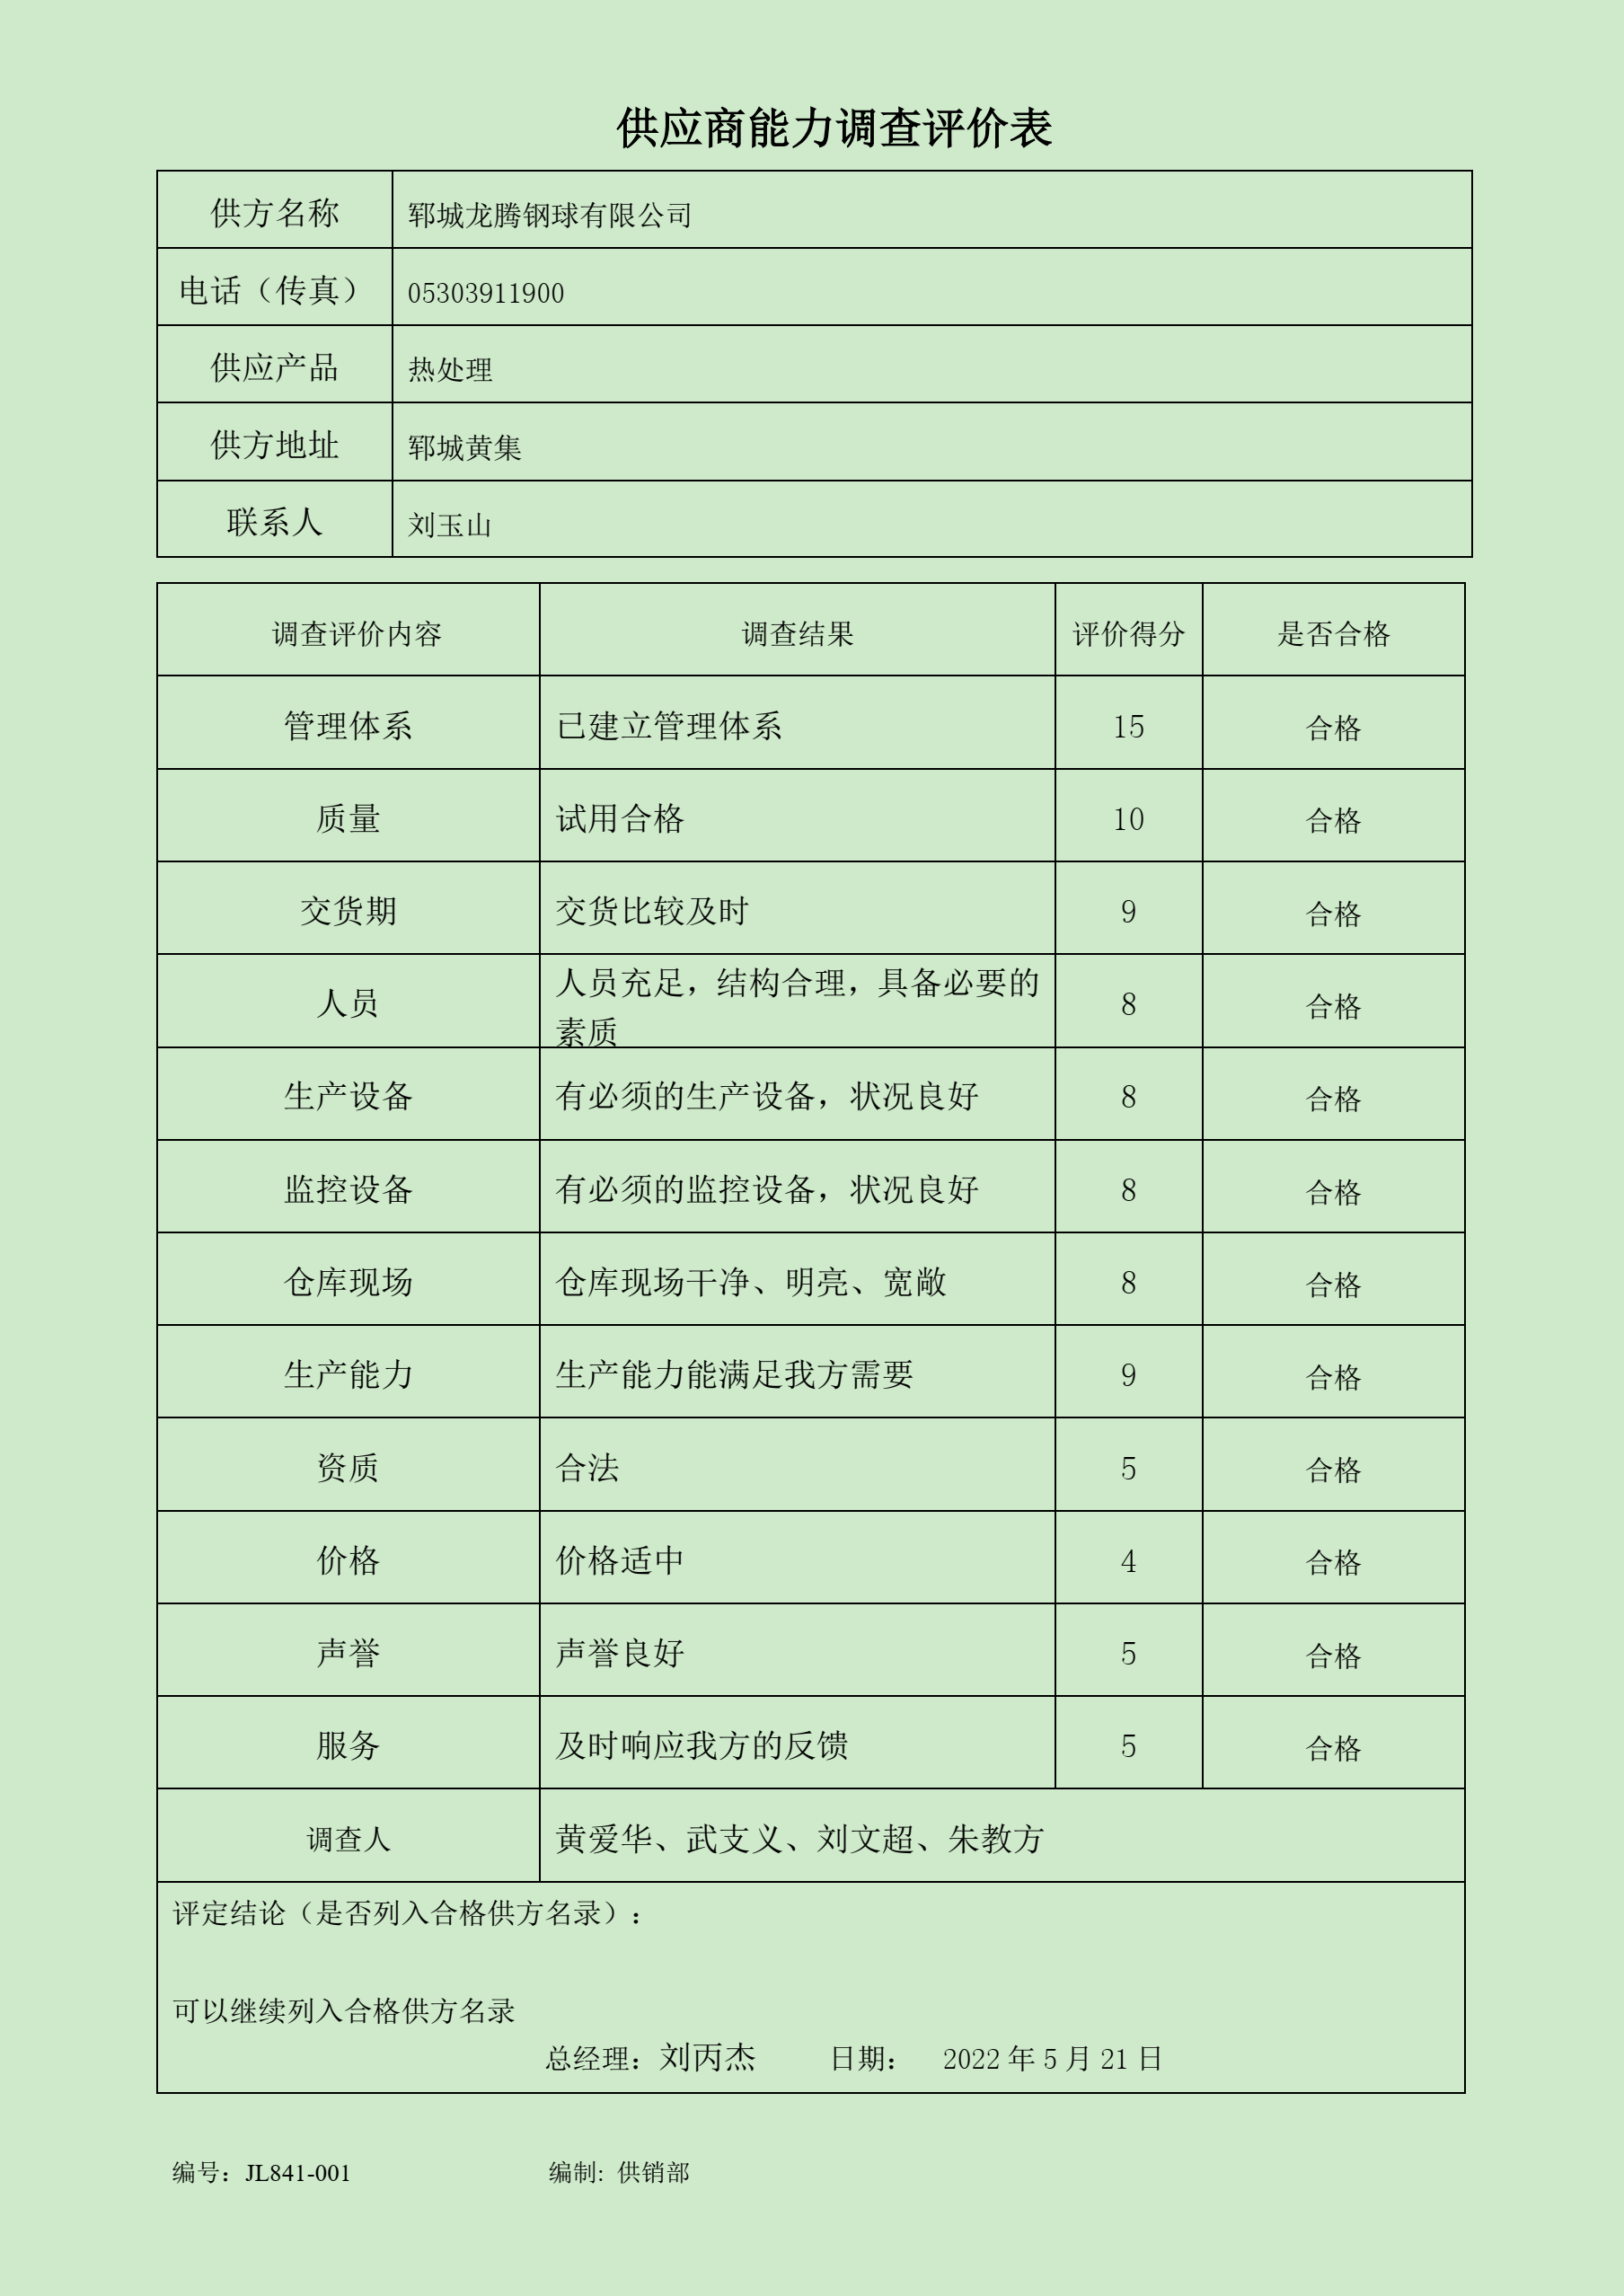 供应商能力调查评价表
供方名称 郓城龙腾钢球有限公司
电话（传真） 05303911900
供应产品 热处理
供方地址 郓城黄集
联系人 刘玉山
调查评价内容 调查结果 评价得分 是否合格
管理体系 已建立管理体系 15 合格
质量 试用合格 10 合格
交货期 交货比较及时 9 合格
人员 人员充足，结构合理，具备必要的
素质 8 合格
生产设备 有必须的生产设备，状况良好 8 合格
监控设备 有必须的监控设备，状况良好 8 合格
仓库现场 仓库现场干净、明亮、宽敞 8 合格
生产能力 生产能力能满足我方需要 9 合格
资质 合法 5 合格
价格 价格适中 4 合格
声誉 声誉良好 5 合格
服务 及时响应我方的反馈 5 合格
调查人 黄爱华、武支义、刘文超、朱教方
评定结论（是否列入合格供方名录）：
可以继续列入合格供方名录
总经理：刘丙杰 日期： 2022 年 5 月 21 日
编号：JL841-001 编制: 供销部